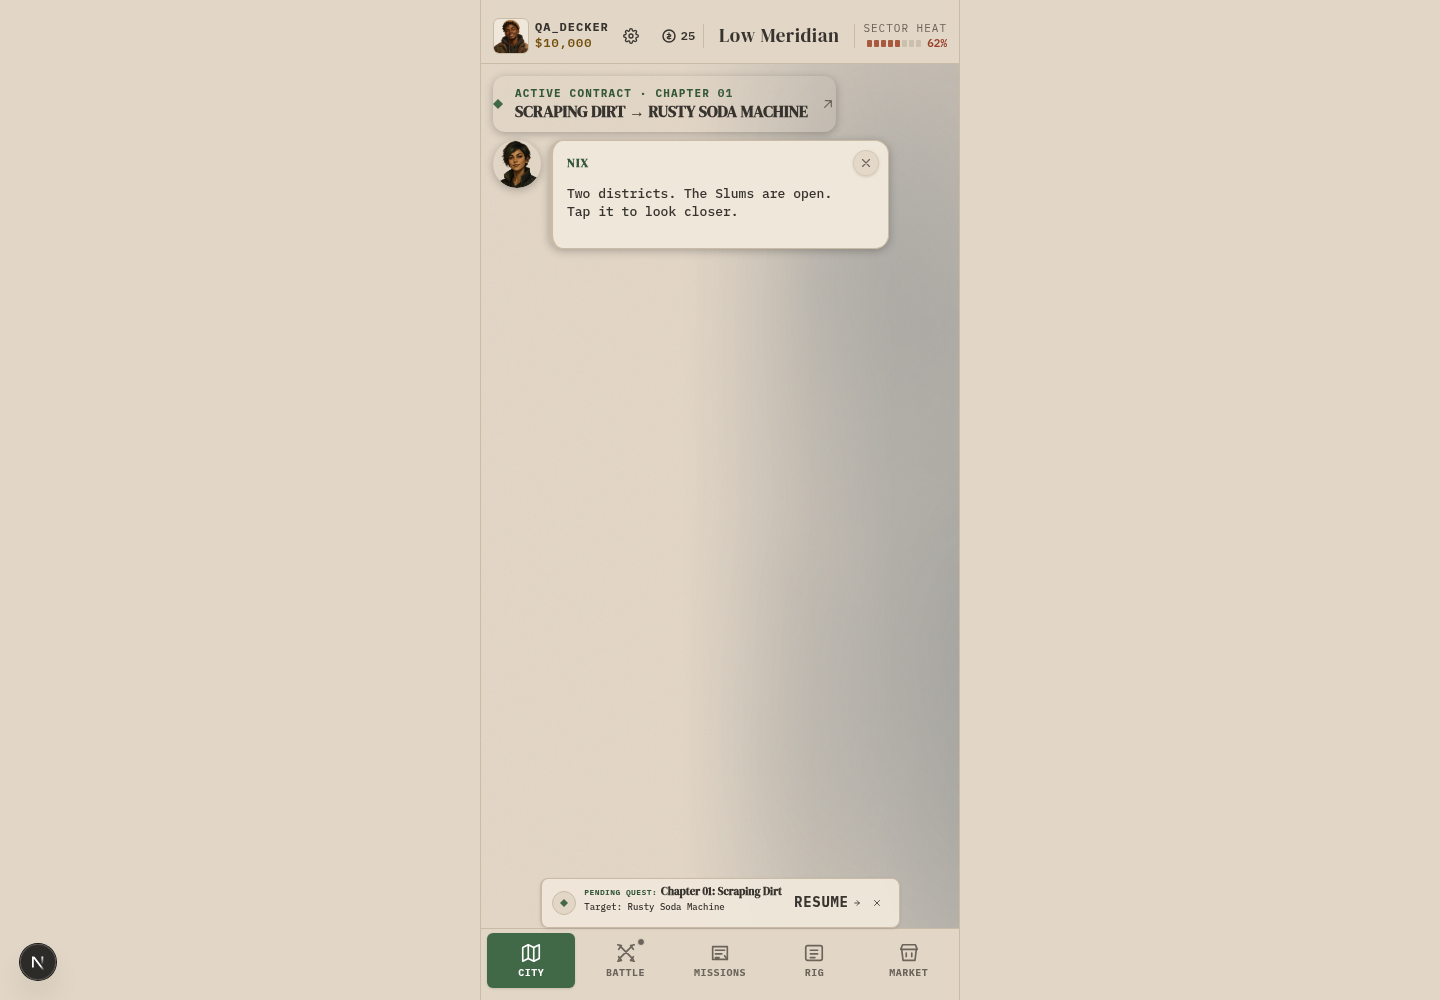 QA_DECKER
$10,000
25
Low Meridian
SECTOR HEAT
62%
ACTIVE CONTRACT · CHAPTER 01
SCRAPING DIRT → RUSTY SODA MACHINE
NIX
Two districts. The Slums are open.
Tap it to look closer.
PENDING QUEST: Chapter 01: Scraping Dirt
Target: Rusty Soda Machine
RESUME →
N
CITY
BATTLE
MISSIONS
RIG
MARKET